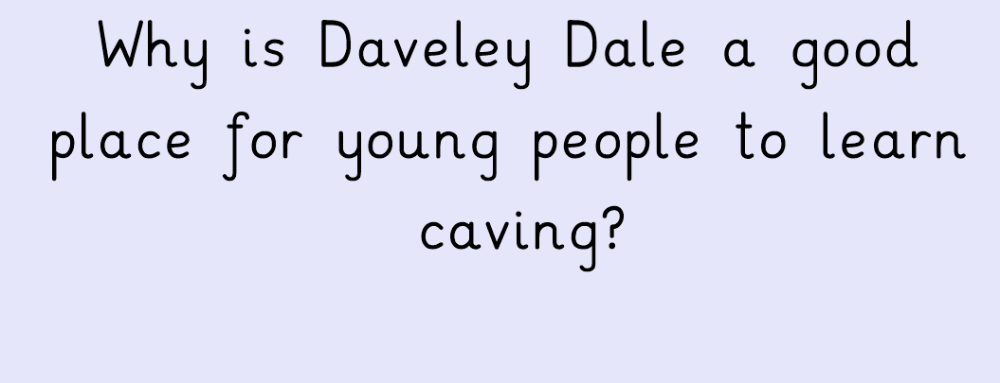 Why is Daveley Dale a good
place for young people to learn
caving?